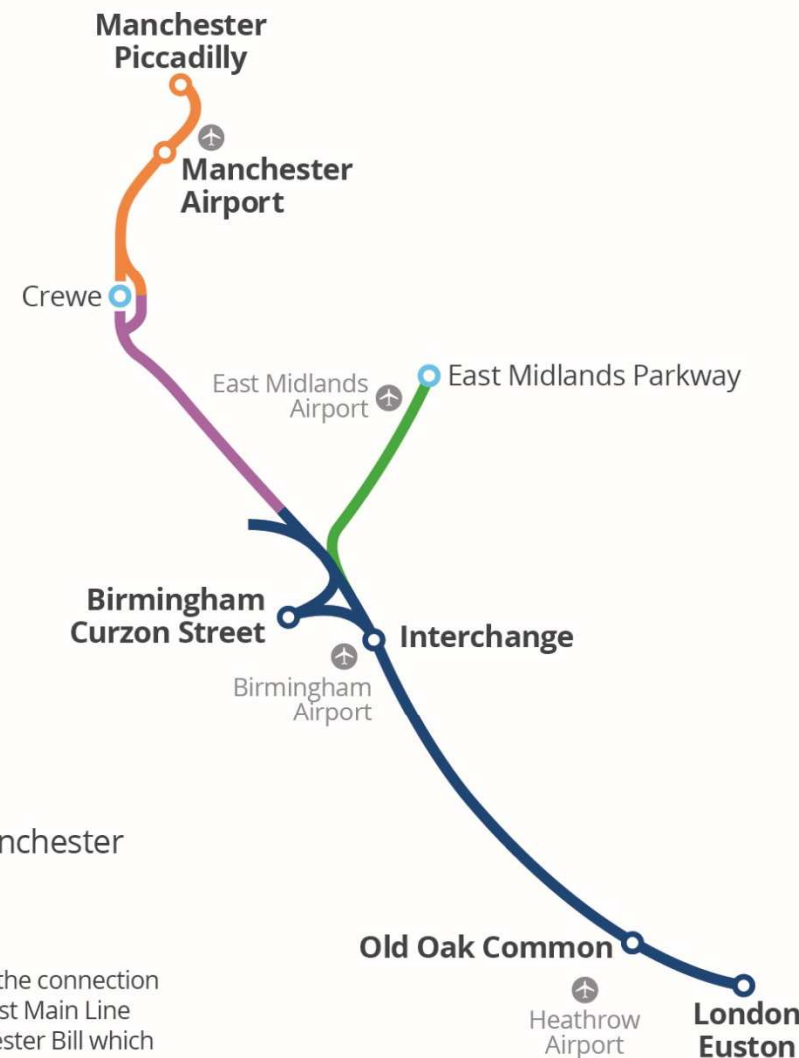 Manchester
Piccadilly
Manchester
Airport
Crewe
East Midlands
Airport
East Midlands Parkway
Birmingham
Curzon Street
Interchange
Birmingham
Airport
nchester
Old Oak Common
the connection
st Main Line
ester Bill which
Heathrow
Airport
London
Euston